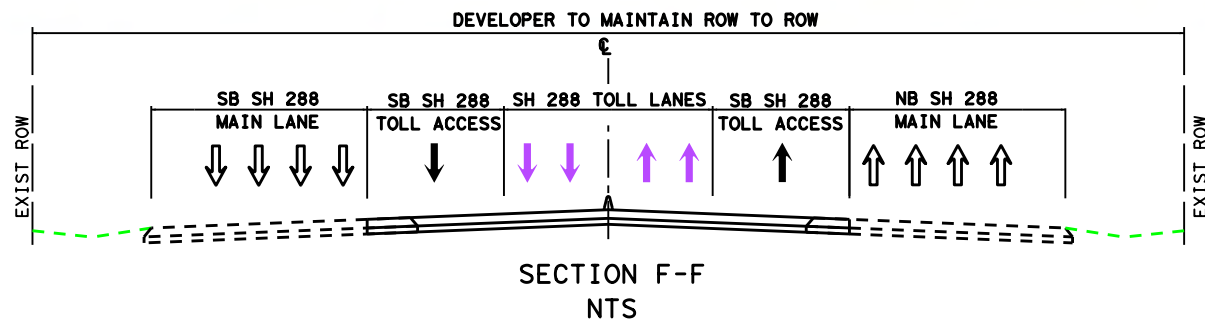 DEVELOPER TO MAINTAIN ROW TO ROW
℄
SB SH 288
MAIN LANE
SB SH 288
TOLL ACCESS
SH 288 TOLL LANES
SB SH 288
TOLL ACCESS
NB SH 288
MAIN LANE
EXIST ROW
EXIST ROW
SECTION F-F
NTS